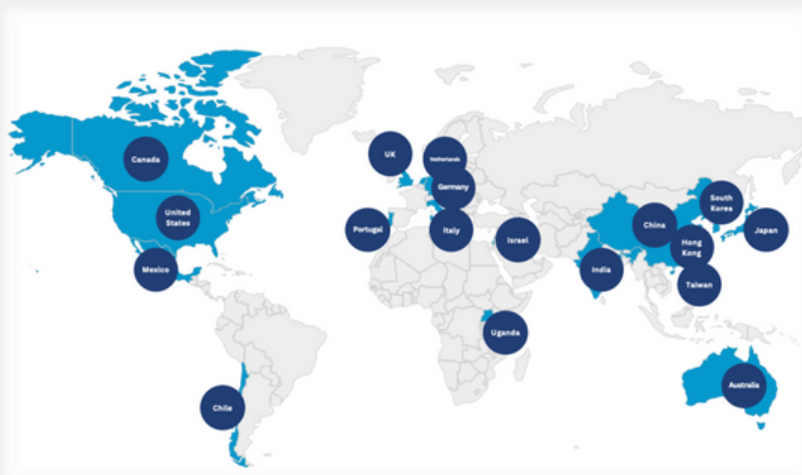 Canada
UK
Netherlands
Germany
United
States
Portugal
Italy
Israel
Mexico
China
South
Korea
Japan
Hong
Kong
India
Taiwan
Uganda
Chile
Australia